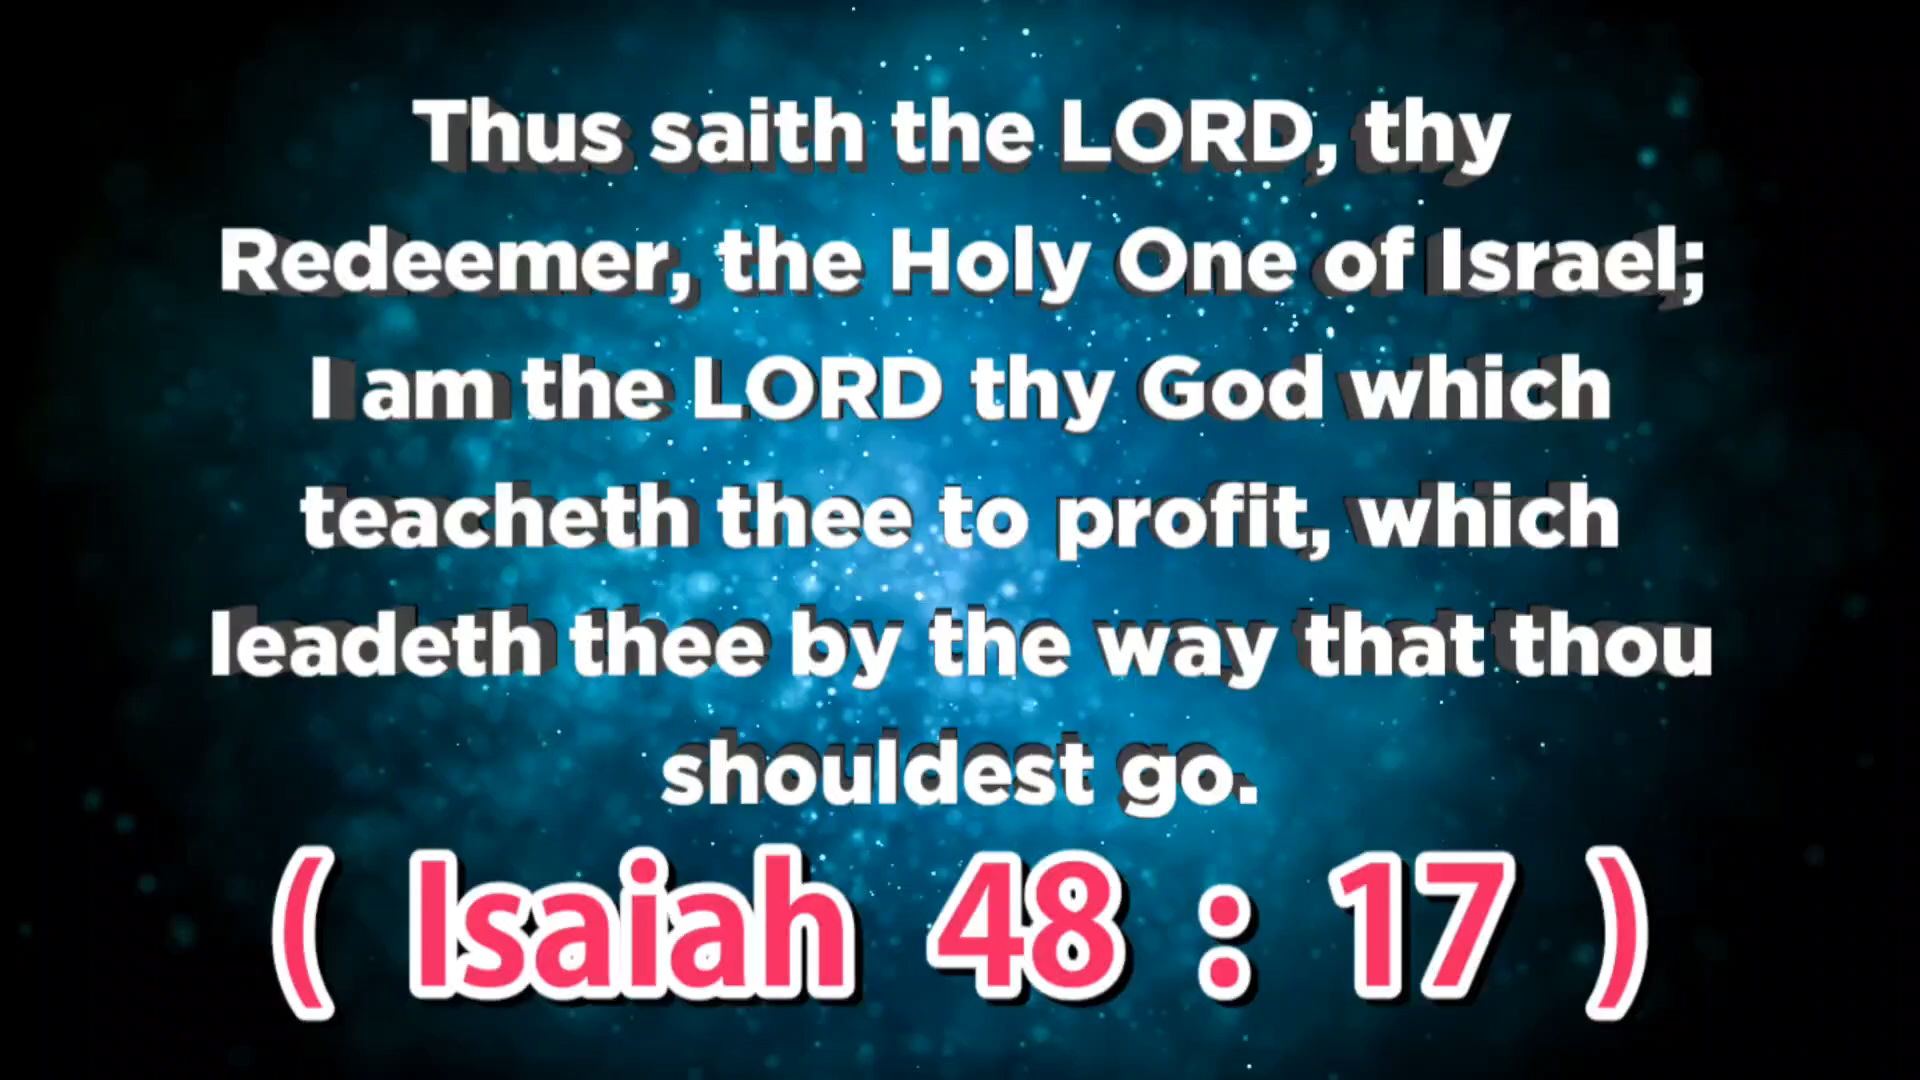 Thus saith the LORD, thy
Redeemer, the Holy One of Israel;
I am the LORD thy God which
teacheth thee to profit, which
leadeth thee by the way that thou
shouldest go.
( Isaiah 48 : 17 )